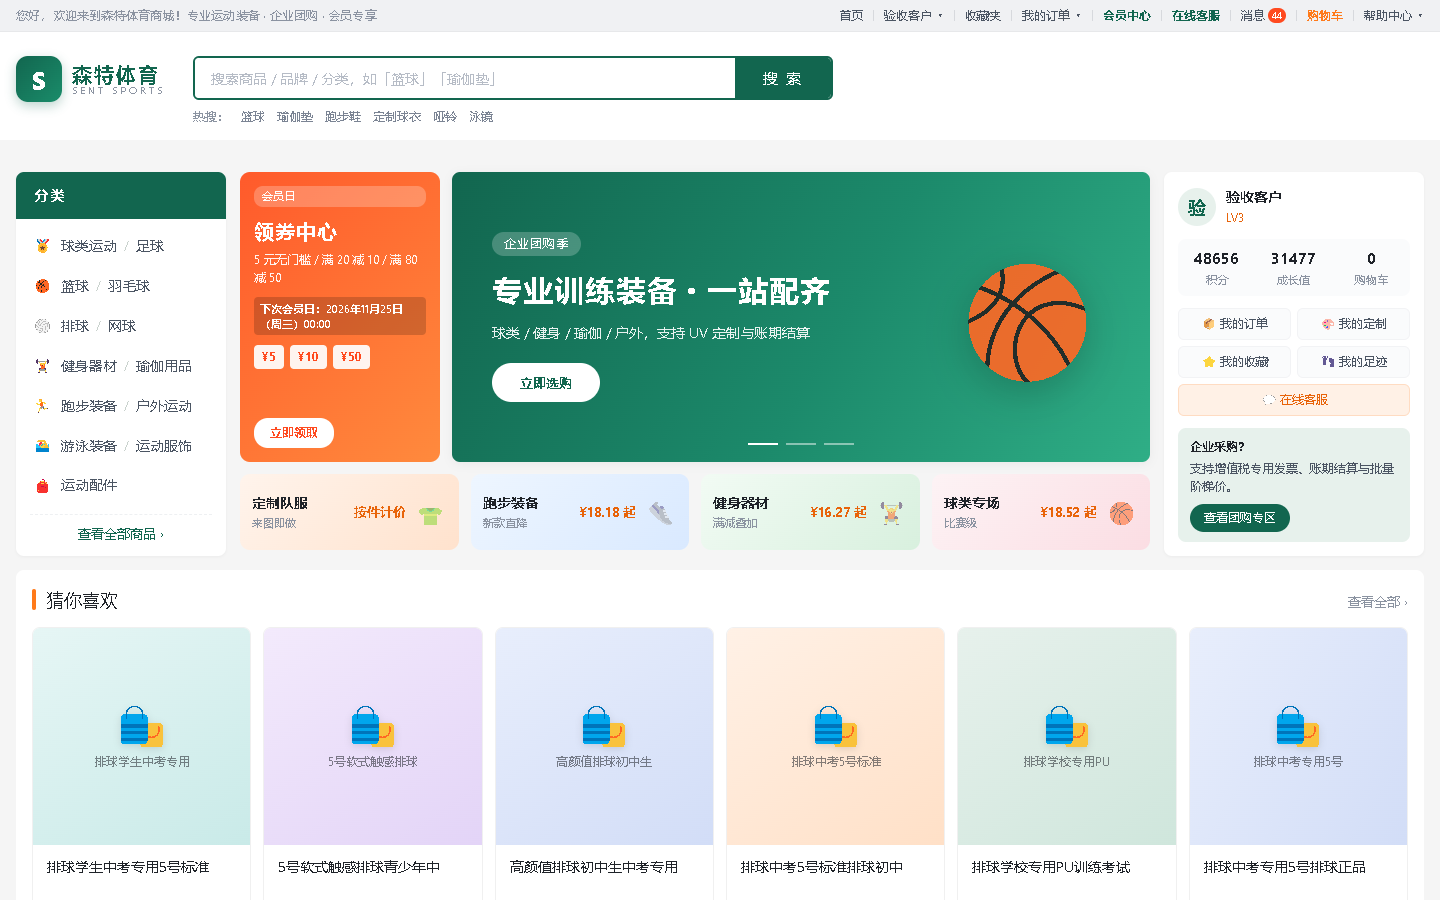 您好，欢迎来到森特体育商城！专业运动装备 · 企业团购 · 会员专享
首页
验收客户
收藏夹
我的订单
会员中心
在线客服
消息 44
购物车
帮助中心
S
森特体育
SENT SPORTS
搜索商品 / 品牌 / 分类，如「篮球」「瑜伽垫」
搜 索
热搜：
篮球
瑜伽垫
跑步鞋
定制球衣
哑铃
泳镜
分类
球类运动 / 足球
篮球 / 羽毛球
排球 / 网球
健身器材 / 瑜伽用品
跑步装备 / 户外运动
游泳装备 / 运动服饰
运动配件
查看全部商品 ›
会员日
领券中心
5 元无门槛 / 满 20 减 10 / 满 80
减 50
下次会员日：2026年11月25日
（周三）00:00
¥5
¥10
¥50
立即领取
企业团购季
专业训练装备 · 一站配齐
球类 / 健身 / 瑜伽 / 户外，支持 UV 定制与账期结算
立即选购
定制队服
来图即做
按件计价
跑步装备
新款直降
¥18.18 起
健身器材
满减叠加
¥16.27 起
球类专场
比赛级
¥18.52 起
验
验收客户
LV3
48656
积分
31477
成长值
0
购物车
我的订单
我的定制
我的收藏
我的足迹
在线客服
企业采购?
支持增值税专用发票、账期结算与批量
阶梯价。
查看团购专区
猜你喜欢
查看全部 ›
排球学生中考专用
5号软式触感排球
高颜值排球初中生
排球中考5号标准
排球学校专用PU
排球中考专用5号
排球学生中考专用5号标准
5号软式触感排球青少年中
高颜值排球初中生中考专用
排球中考5号标准排球初中
排球学校专用PU训练考试
排球中考专用5号排球正品